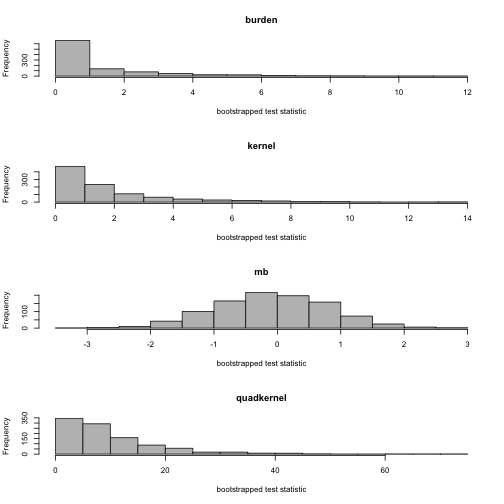 burden
Frequency
0 300
0 2 4 6 8 10 12
bootstrapped test statistic
kernel
Frequency
0 300
0 2 4 6 8 10 12 14
bootstrapped test statistic
mb
Frequency
0 100
-3 -2 -1 0 1 2 3
bootstrapped test statistic
quadkernel
Frequency
0 150 350
0 20 40 60
bootstrapped test statistic